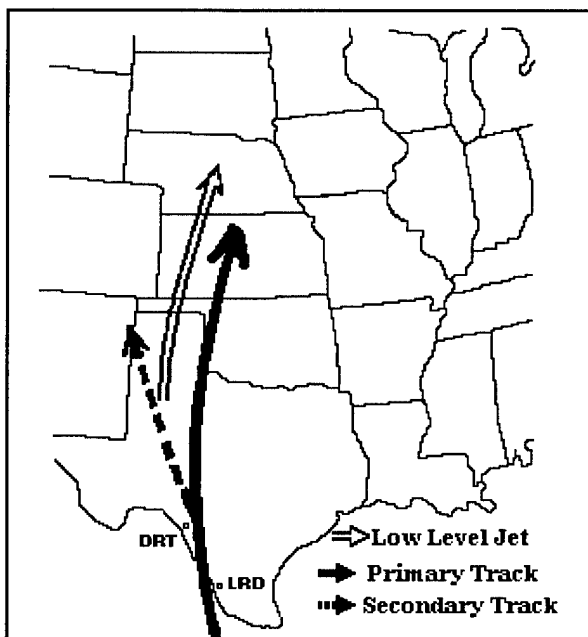 DRT
LRD
Low Level Jet
Primary Track
Secondary Track